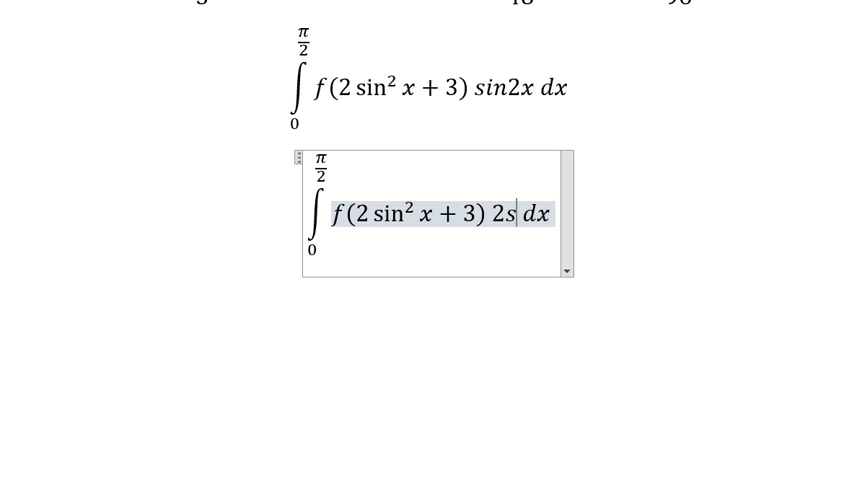 π/2
∫ f(2 sin² x + 3) sin2x dx
0
π/2
∫ f(2 sin² x + 3) 2s dx
0